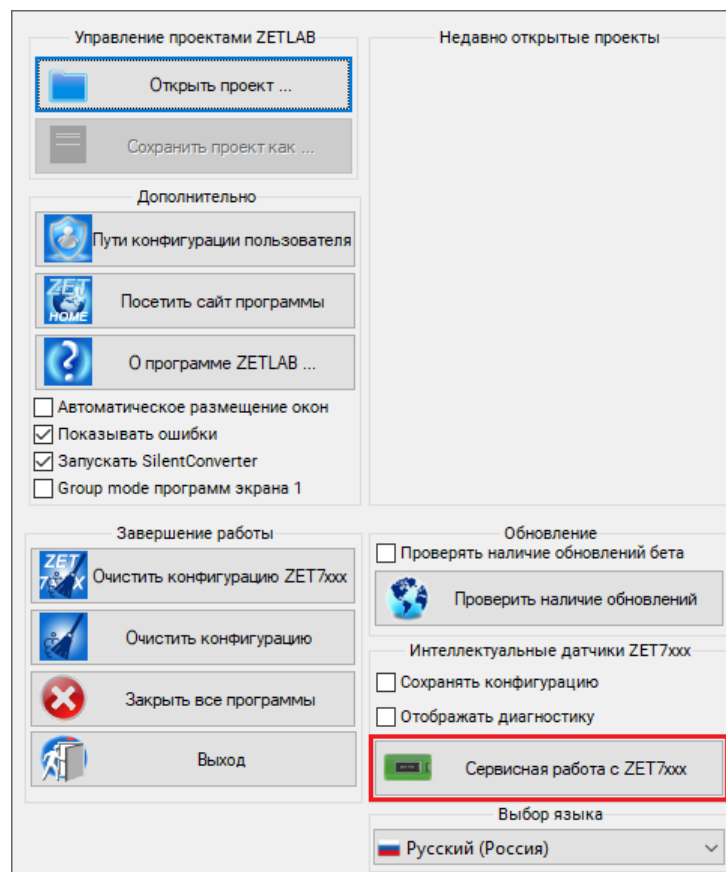 Управление проектами ZETLAB
Открыть проект ...
Сохранить проект как ...
Дополнительно
Пути конфигурации пользователя
ZET
HOME
Посетить сайт программы
О программе ZETLAB ...
Автоматическое размещение окон
Показывать ошибки
Запускать SilentConverter
Group mode программ экрана 1
Недавно открытые проекты
Завершение работы
ZET
Очистить конфигурацию ZET7xxx
Очистить конфигурацию
Закрыть все программы
Выход
Обновление
Проверять наличие обновлений бета
Проверить наличие обновлений
Интеллектуальные датчики ZET7xxx
Сохранять конфигурацию
Отображать диагностику
Сервисная работа с ZET7xxx
Выбор языка
Русский (Россия)